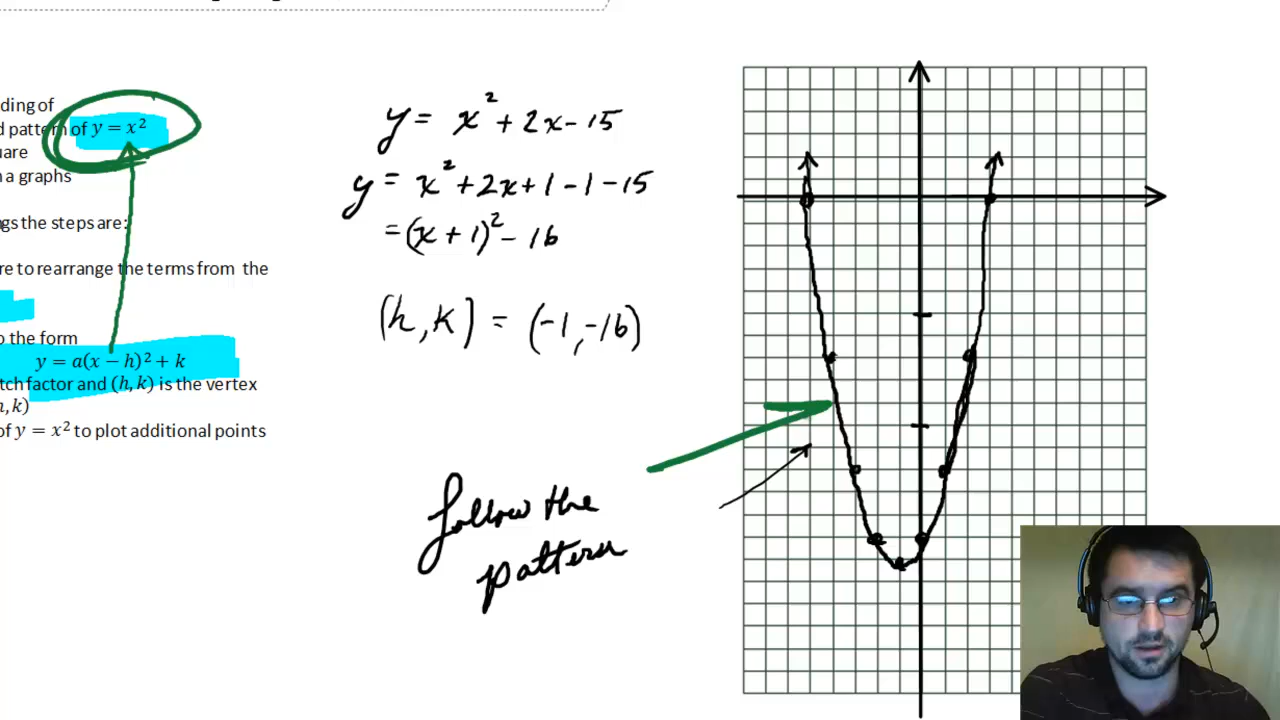 ding of
d pattern of y = x²
uare
n a graphs
ngs the steps are:
re to rearrange the terms from the
o the form
y = a(x − h)² + k
tch factor and (h, k) is the vertex
h, k)
of y = x² to plot additional points
y = x² + 2x - 15
y = x² + 2x + 1 - 1 - 15
= (x + 1)² - 16
(h, k) = (-1, -16)
follow the
pattern